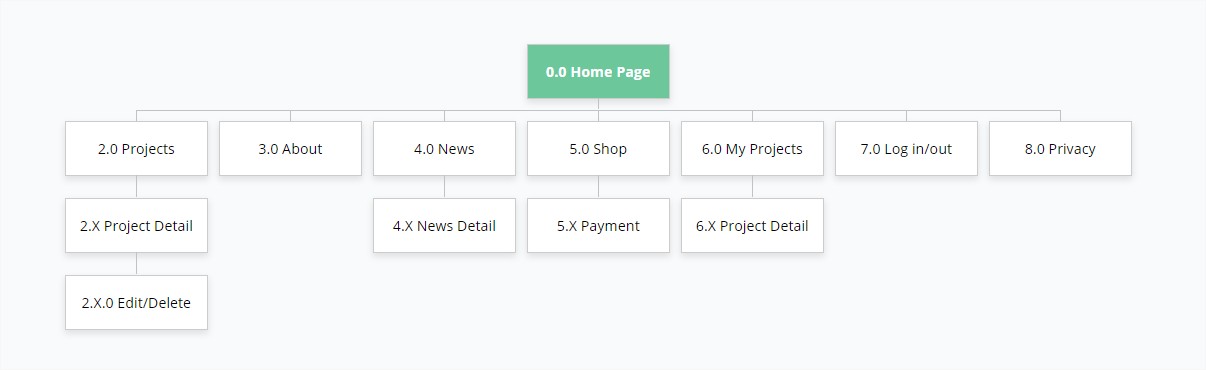 0.0 Home Page
2.0 Projects
3.0 About
4.0 News
5.0 Shop
6.0 My Projects
7.0 Log in/out
8.0 Privacy
2.X Project Detail
4.X News Detail
5.X Payment
6.X Project Detail
2.X.0 Edit/Delete